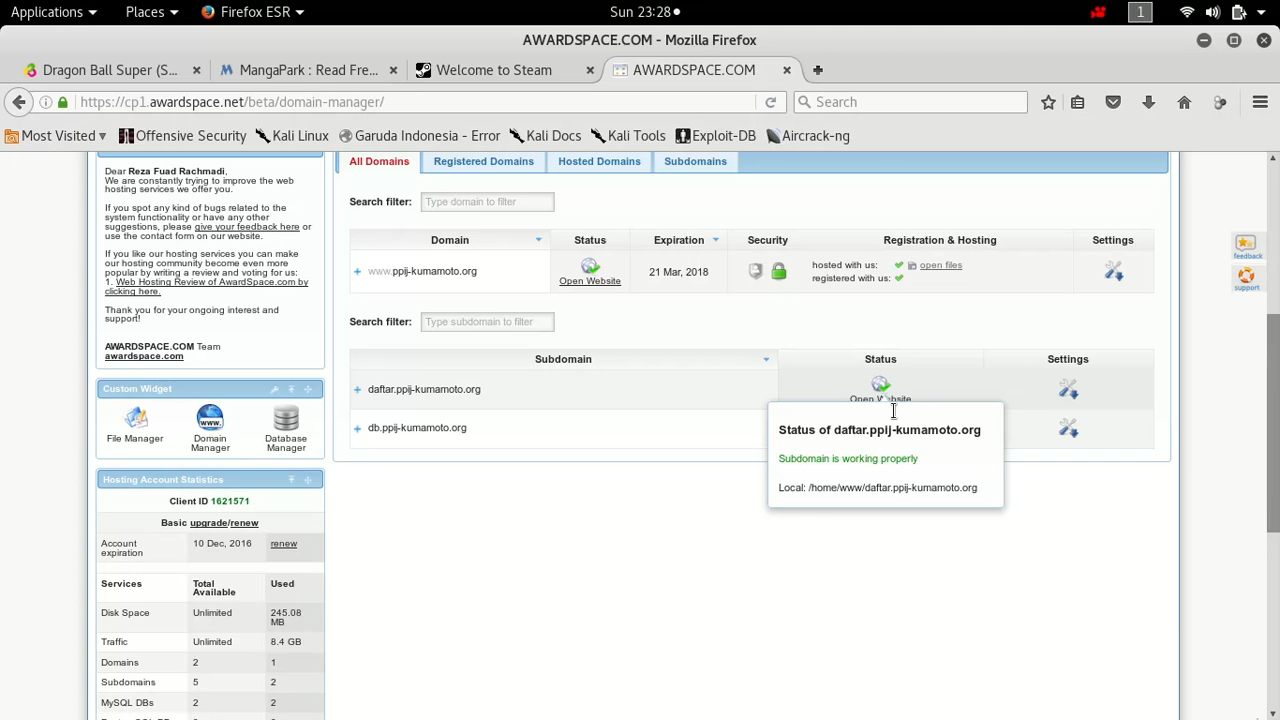 Applications Places Firefox ESR Sun 23:28 1
AWARDSPACE.COM - Mozilla Firefox
Dragon Ball Super (S... MangaPark : Read Fre... Welcome to Steam AWARDSPACE.COM
https://cp1.awardspace.net/beta/domain-manager/ Search
Most Visited Offensive Security Kali Linux Garuda Indonesia - Error Kali Docs Kali Tools Exploit-DB Aircrack-ng
Dear Reza Fuad Rachmadi,
We are constantly trying to improve the web
hosting services we offer you.
If you spot any kind of bugs related to the
system functionality or have any other
suggestions, please give your feedback here or
use the contact form on our website.
If you like our hosting services you can make
our hosting community become even more
popular by writing a review and voting for us:
1. Web Hosting Review of AwardSpace.com by
clicking here.
Thank you for your ongoing interest and
support!
AWARDSPACE.COM Team
awardspace.com
Custom Widget
File Manager Domain Manager Database Manager
Hosting Account Statistics
Client ID 1621571
Basic upgrade/renew
Account expiration 10 Dec, 2016 renew
Services Total Available Used
Disk Space Unlimited 245.08 MB
Traffic Unlimited 8.4 GB
Domains 2 1
Subdomains 5 2
MySQL DBs 2 2
All Domains Registered Domains Hosted Domains Subdomains
Search filter: Type domain to filter
Domain Status Expiration Security Registration & Hosting Settings
www.ppij-kumamoto.org Open Website 21 Mar, 2018 hosted with us: open files
registered with us:
Search filter: Type subdomain to filter
Subdomain Status Settings
daftar.ppij-kumamoto.org Open Website
db.ppij-kumamoto.org
Status of daftar.ppij-kumamoto.org
Subdomain is working properly
Local: /home/www/daftar.ppij-kumamoto.org
feedback
support